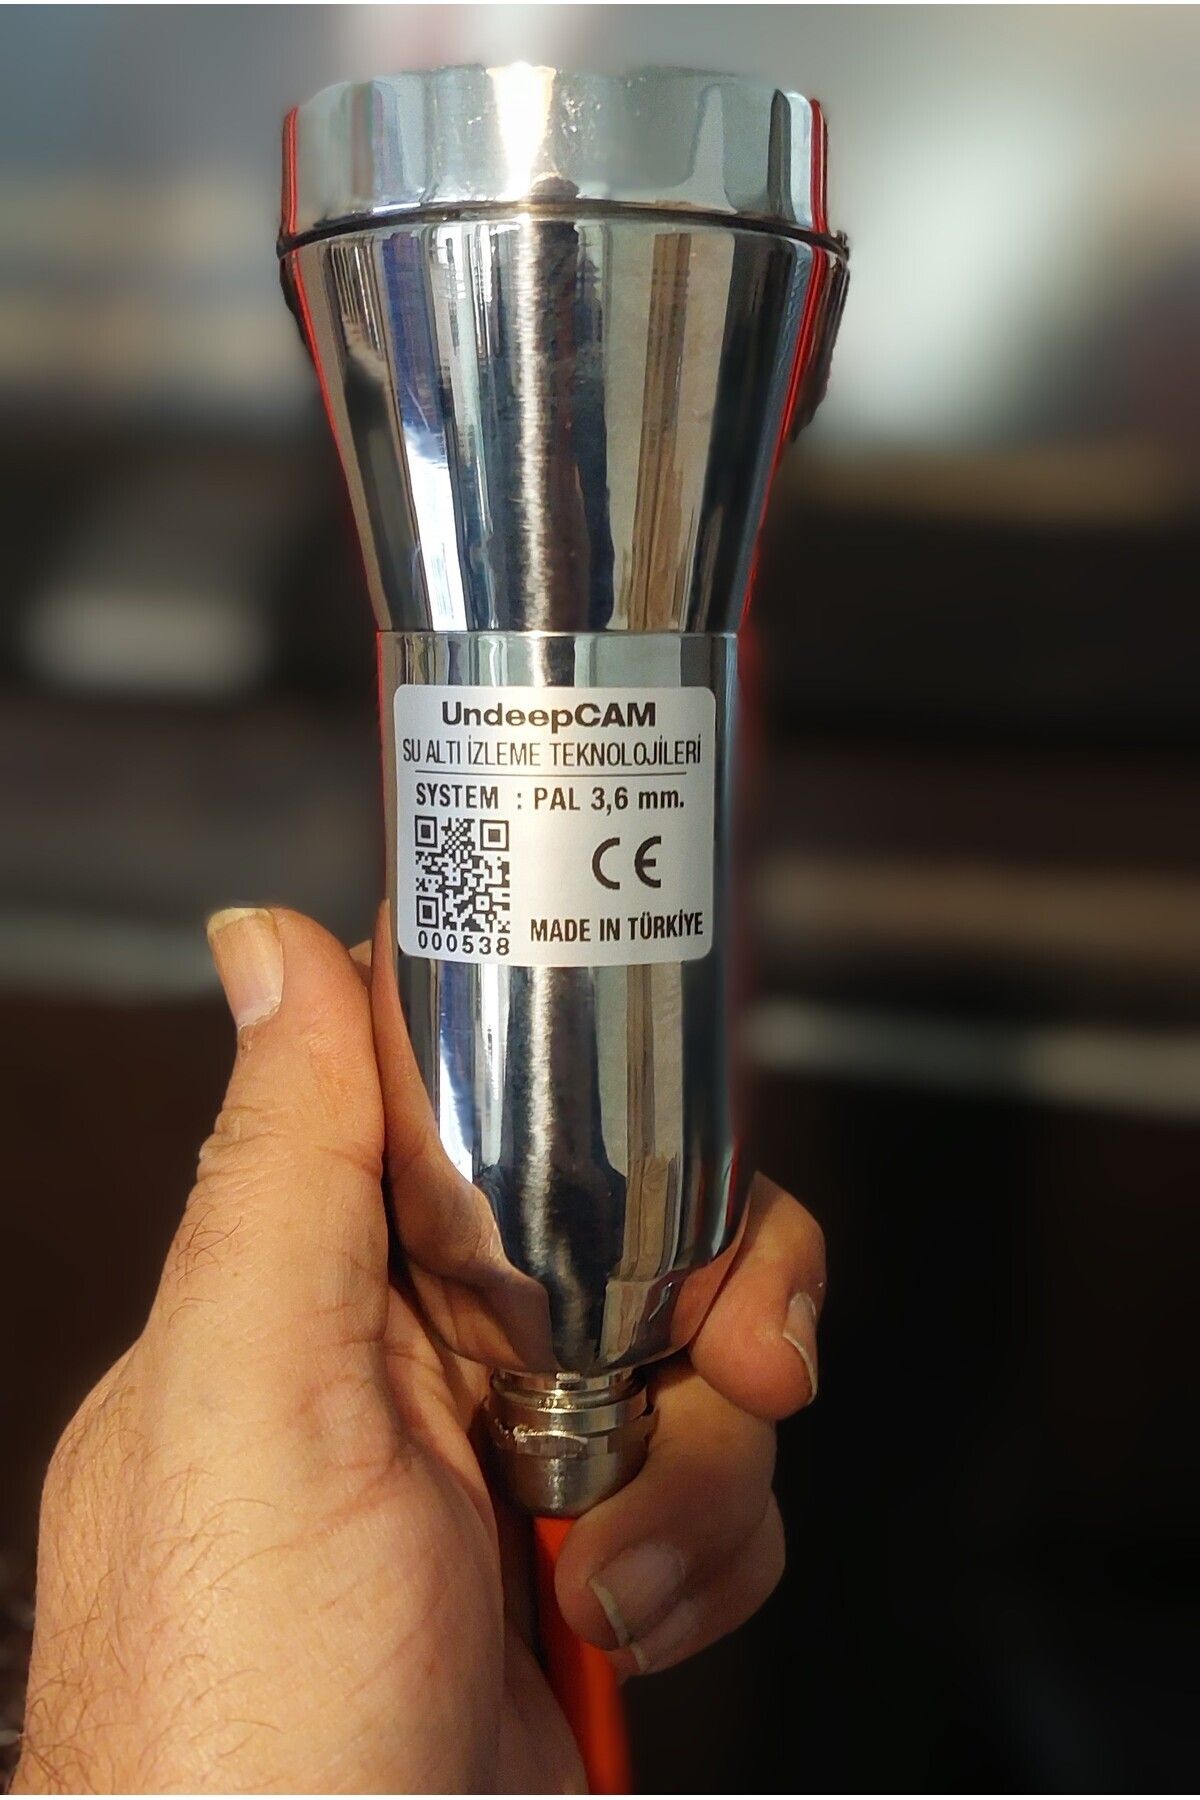 UndeepCAM
SU ALTI İZLEME TEKNOLOJİLERİ
SYSTEM : PAL 3,6 mm.
CE
000538
MADE IN TÜRKİYE